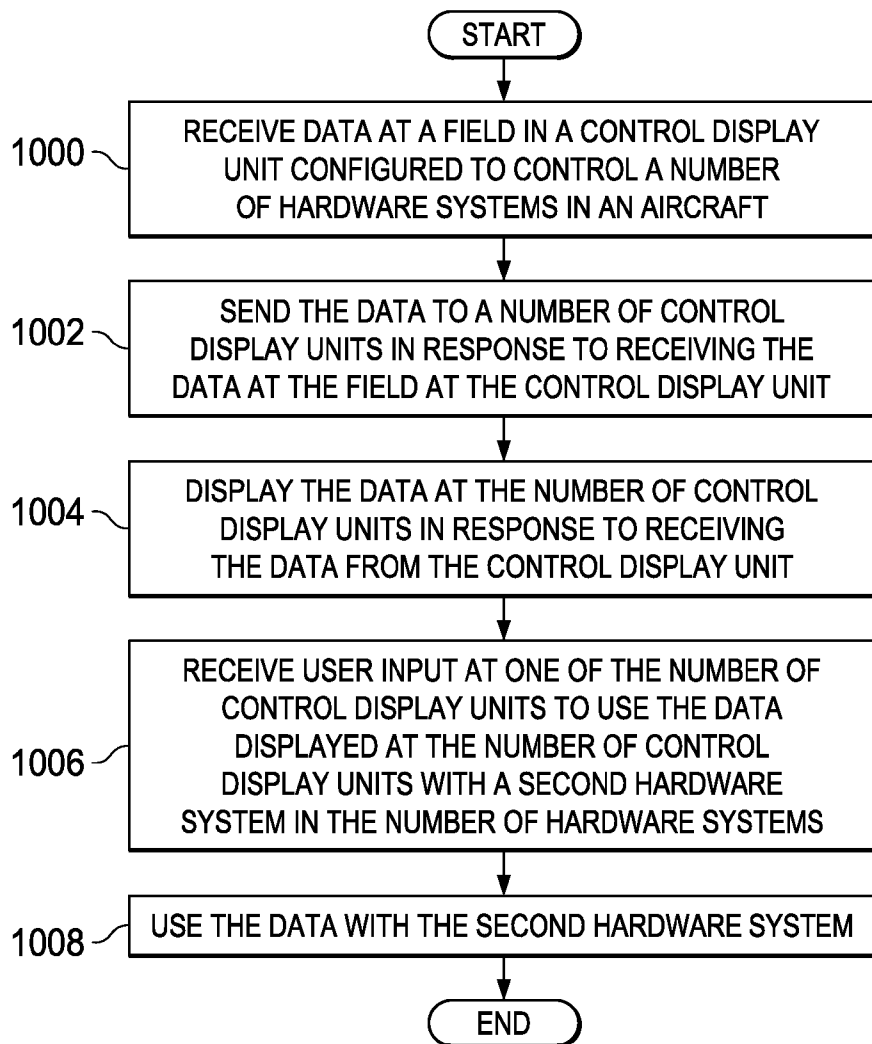 START
1000
RECEIVE DATA AT A FIELD IN A CONTROL DISPLAY
UNIT CONFIGURED TO CONTROL A NUMBER
OF HARDWARE SYSTEMS IN AN AIRCRAFT
1002
SEND THE DATA TO A NUMBER OF CONTROL
DISPLAY UNITS IN RESPONSE TO RECEIVING THE
DATA AT THE FIELD AT THE CONTROL DISPLAY UNIT
1004
DISPLAY THE DATA AT THE NUMBER OF CONTROL
DISPLAY UNITS IN RESPONSE TO RECEIVING
THE DATA FROM THE CONTROL DISPLAY UNIT
1006
RECEIVE USER INPUT AT ONE OF THE NUMBER OF
CONTROL DISPLAY UNITS TO USE THE DATA
DISPLAYED AT THE NUMBER OF CONTROL
DISPLAY UNITS WITH A SECOND HARDWARE
SYSTEM IN THE NUMBER OF HARDWARE SYSTEMS
1008
USE THE DATA WITH THE SECOND HARDWARE SYSTEM
END